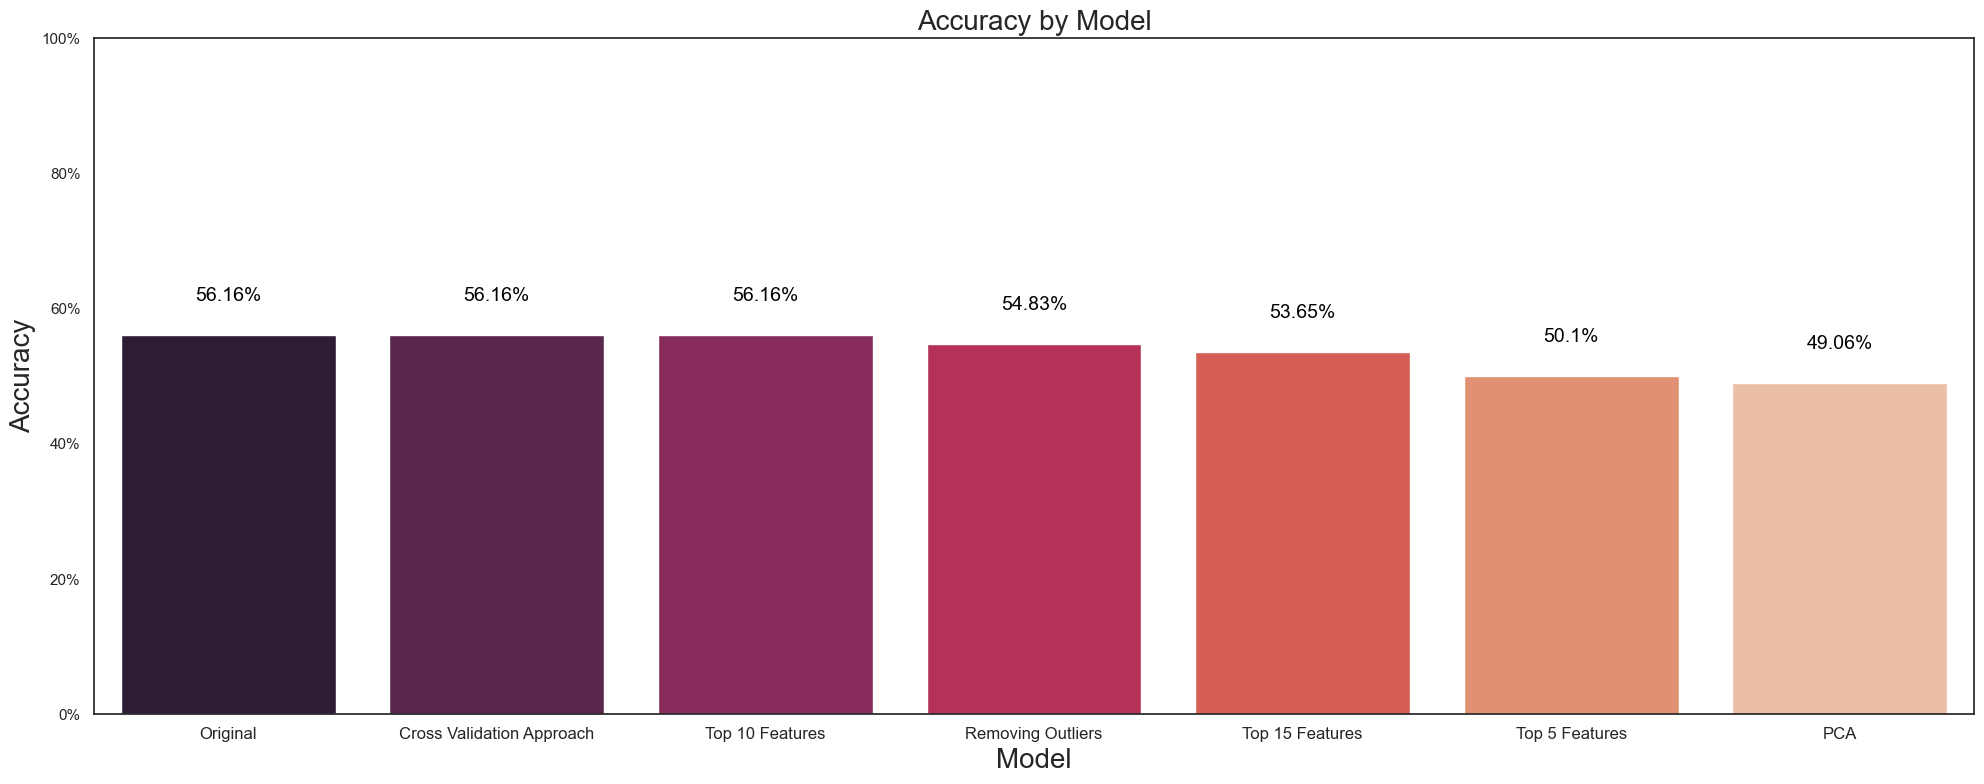 Accuracy by Model
100%
80%
60%
40%
20%
0%
Accuracy
56.16%
56.16%
56.16%
54.83%
53.65%
50.1%
49.06%
Original
Cross Validation Approach
Top 10 Features
Removing Outliers
Top 15 Features
Top 5 Features
PCA
Model